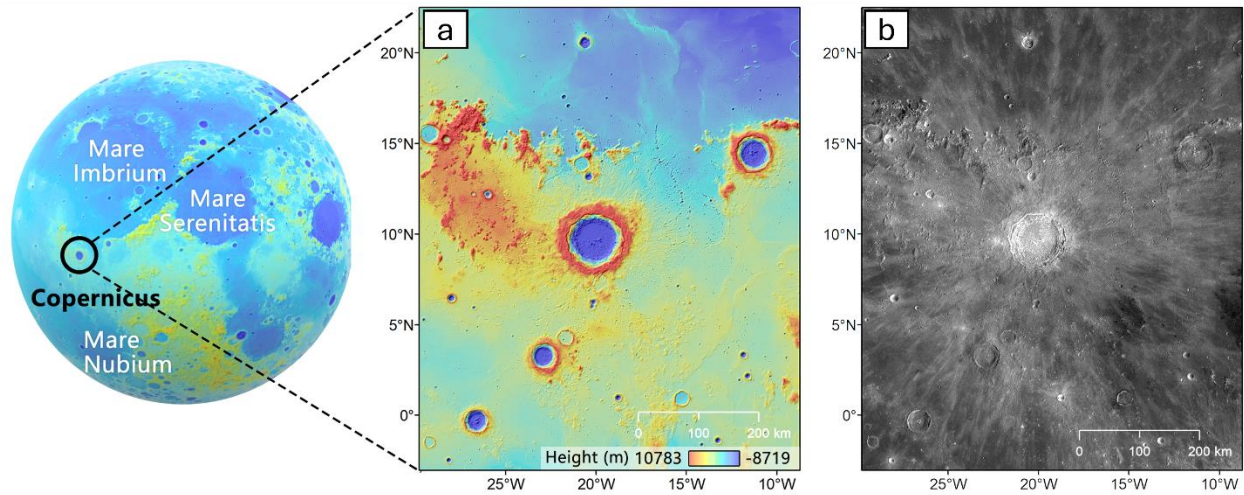 Mare
Imbrium
Mare
Serenitatis
Copernicus
Mare
Nubium
a
20°N
15°N
10°N
5°N
0°
0 100 200 km
Height (m) 10783 -8719
25°W 20°W 15°W 10°W
b
20°N
15°N
10°N
5°N
0°
0 100 200 km
25°W 20°W 15°W 10°W